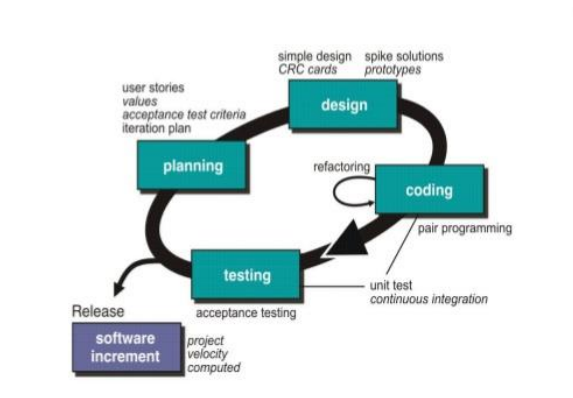 simple design
CRC cards
spike solutions
prototypes
user stories
values
acceptance test criteria
iteration plan
design
planning
refactoring
coding
pair programming
testing
unit test
continuous integration
acceptance testing
Release
software
increment
project
velocity
computed